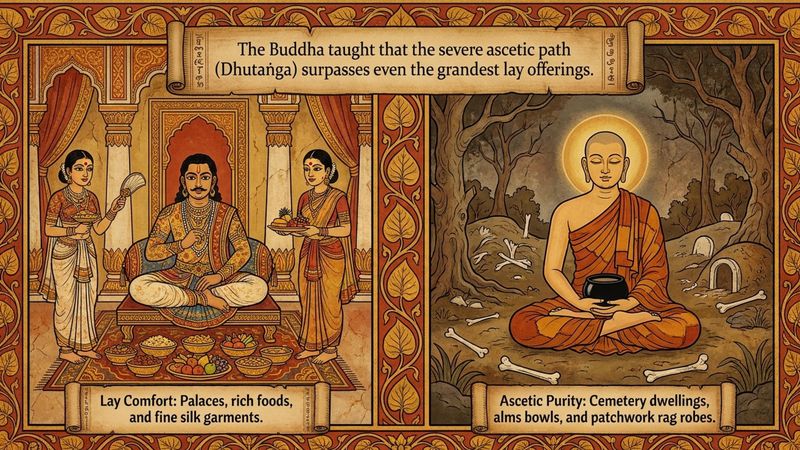 The Buddha taught that the severe ascetic path
(Dhutaṅga) surpasses even the grandest lay offerings.
Lay Comfort: Palaces, rich foods,
and fine silk garments.
Ascetic Purity: Cemetery dwellings,
alms bowls, and patchwork rag robes.